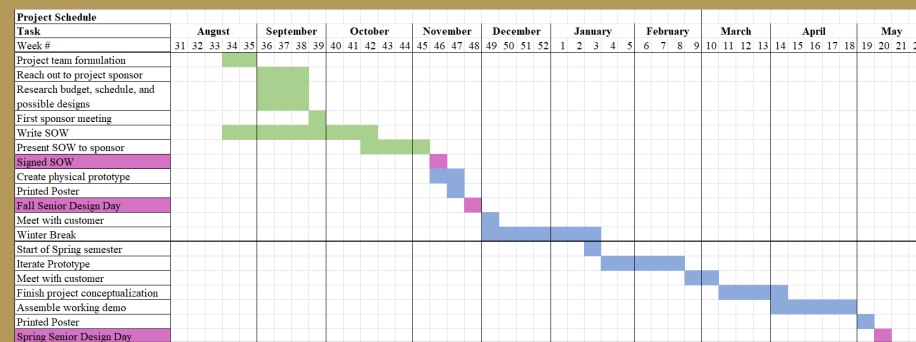 Project Schedule
Task August September October November December January February March April May
Week # 31 32 33 34 35 36 37 38 39 40 41 42 43 44 45 46 47 48 49 50 51 52 1 2 3 4 5 6 7 8 9 10 11 12 13 14 15 16 17 18 19 20 21
Project team formulation
Reach out to project sponsor
Research budget, schedule, and
possible designs
First sponsor meeting
Write SOW
Present SOW to sponsor
Signed SOW
Create physical prototype
Printed Poster
Fall Senior Design Day
Meet with customer
Winter Break
Start of Spring semester
Iterate Prototype
Meet with customer
Finish project conceptualization
Assemble working demo
Printed Poster
Spring Senior Design Day